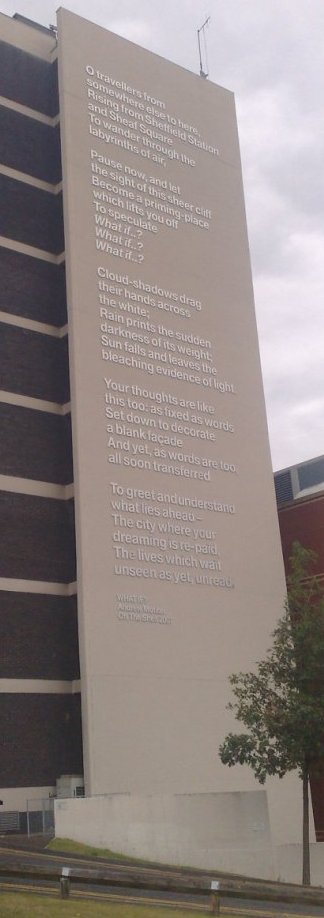 O travellers from
somewhere else to here,
Rising from Sheffield Station
and Sheaf Square
To wander through the
labyrinths of air,
Pause now, and let
the sight of this sheer cliff
Become a priming-place
which lifts you off
To speculate
What if..?
What if..?
What if..?
Cloud-shadows drag
their hands across
the white;
Rain prints the sudden
darkness of its weight;
Sun falls and leaves the
bleaching evidence of light.
Your thoughts are like
this too: as fixed as words
Set down to decorate
a blank façade
And yet, as words are too,
all soon transferred
To greet and understand
what lies ahead –
The city where your
dreaming is re-paid,
The lives which wait
unseen as yet, unread.
WHAT IF?
Andrew Motion